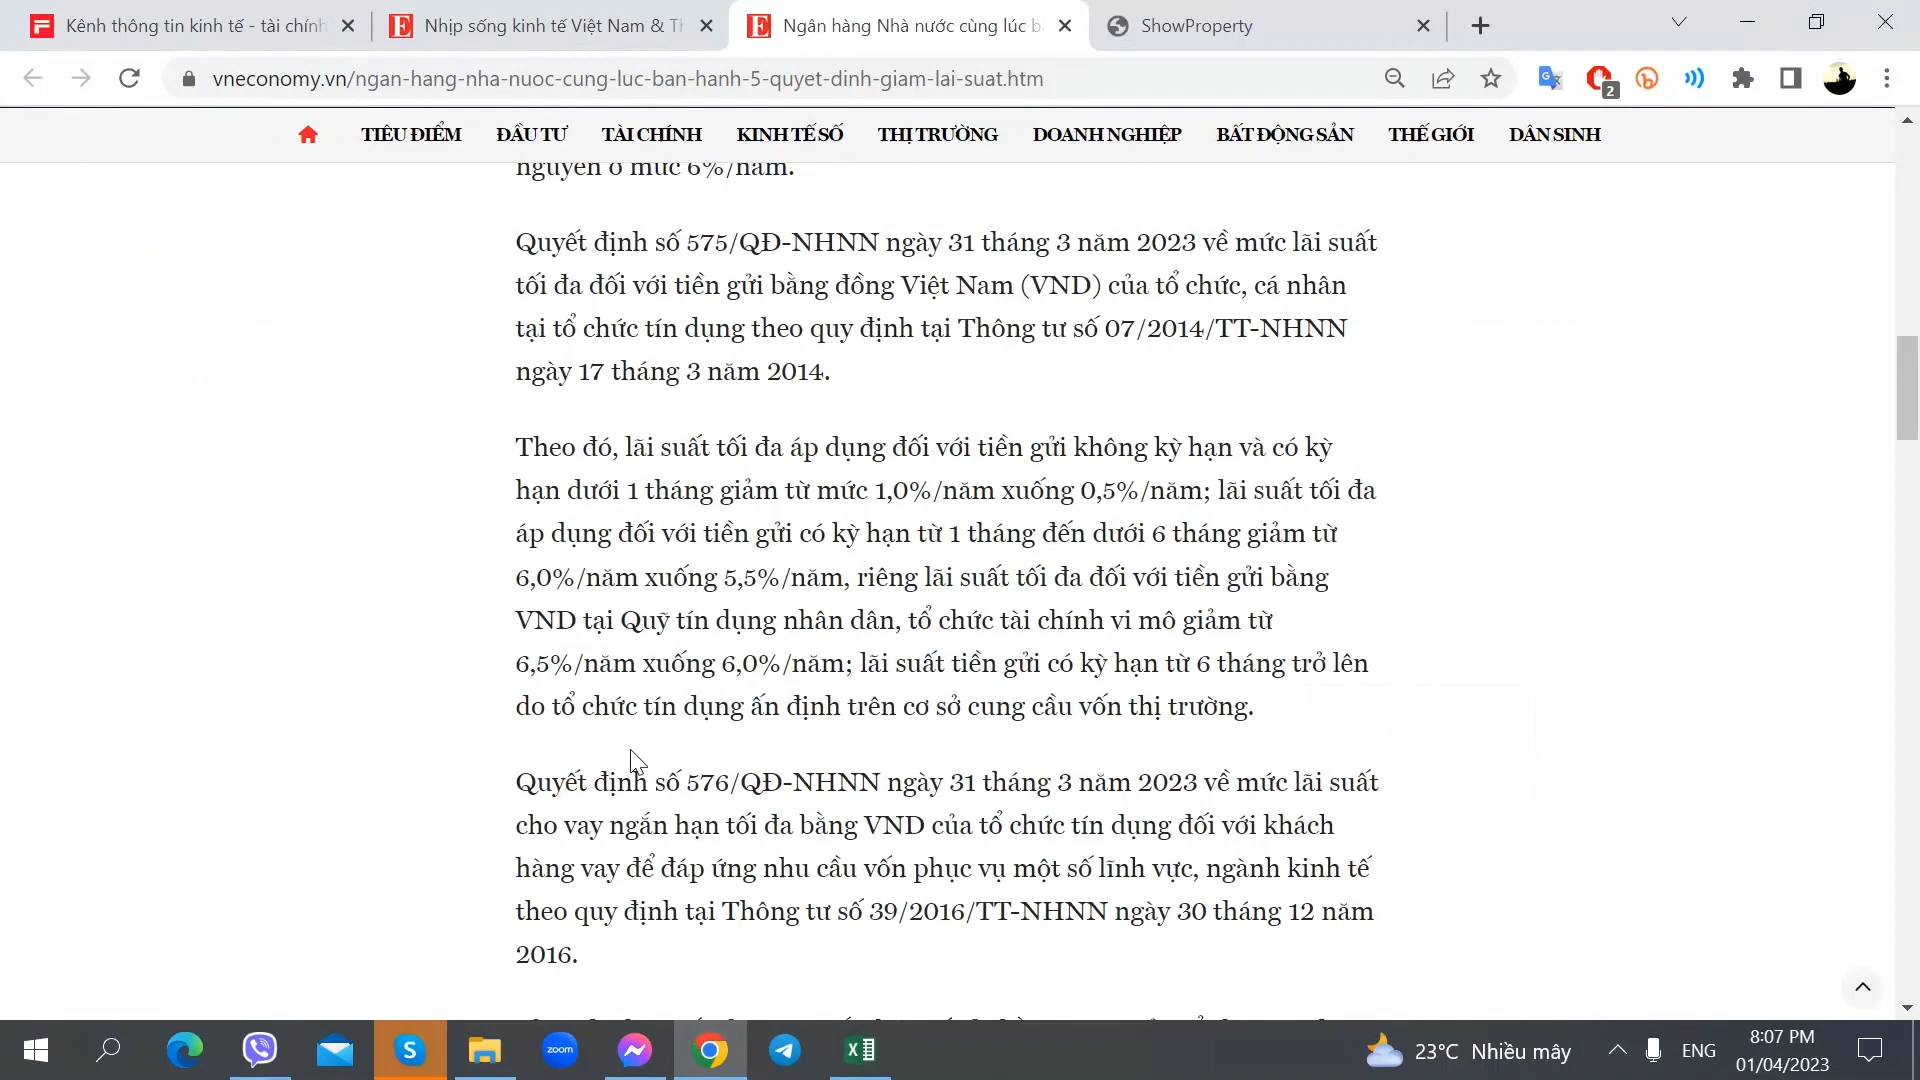 Kênh thông tin kinh tế - tài chính
Nhịp sống kinh tế Việt Nam & Th
Ngân hàng Nhà nước cùng lúc b
ShowProperty
vneconomy.vn/ngan-hang-nha-nuoc-cung-luc-ban-hanh-5-quyet-dinh-giam-lai-suat.htm
2
TIÊU ĐIỂM ĐẦU TƯ TÀI CHÍNH KINH TẾ SỐ THỊ TRƯỜNG DOANH NGHIỆP BẤT ĐỘNG SẢN THẾ GIỚI DÂN SINH
nguyên ở mức 6%/năm.
Quyết định số 575/QĐ-NHNN ngày 31 tháng 3 năm 2023 về mức lãi suất
tối đa đối với tiền gửi bằng đồng Việt Nam (VND) của tổ chức, cá nhân
tại tổ chức tín dụng theo quy định tại Thông tư số 07/2014/TT-NHNN
ngày 17 tháng 3 năm 2014.
Theo đó, lãi suất tối đa áp dụng đối với tiền gửi không kỳ hạn và có kỳ
hạn dưới 1 tháng giảm từ mức 1,0%/năm xuống 0,5%/năm; lãi suất tối đa
áp dụng đối với tiền gửi có kỳ hạn từ 1 tháng đến dưới 6 tháng giảm từ
6,0%/năm xuống 5,5%/năm, riêng lãi suất tối đa đối với tiền gửi bằng
VND tại Quỹ tín dụng nhân dân, tổ chức tài chính vi mô giảm từ
6,5%/năm xuống 6,0%/năm; lãi suất tiền gửi có kỳ hạn từ 6 tháng trở lên
do tổ chức tín dụng ấn định trên cơ sở cung cầu vốn thị trường.
Quyết định số 576/QĐ-NHNN ngày 31 tháng 3 năm 2023 về mức lãi suất
cho vay ngắn hạn tối đa bằng VND của tổ chức tín dụng đối với khách
hàng vay để đáp ứng nhu cầu vốn phục vụ một số lĩnh vực, ngành kinh tế
theo quy định tại Thông tư số 39/2016/TT-NHNN ngày 30 tháng 12 năm
2016.
zoom
23°C Nhiều mây
ENG
8:07 PM
01/04/2023